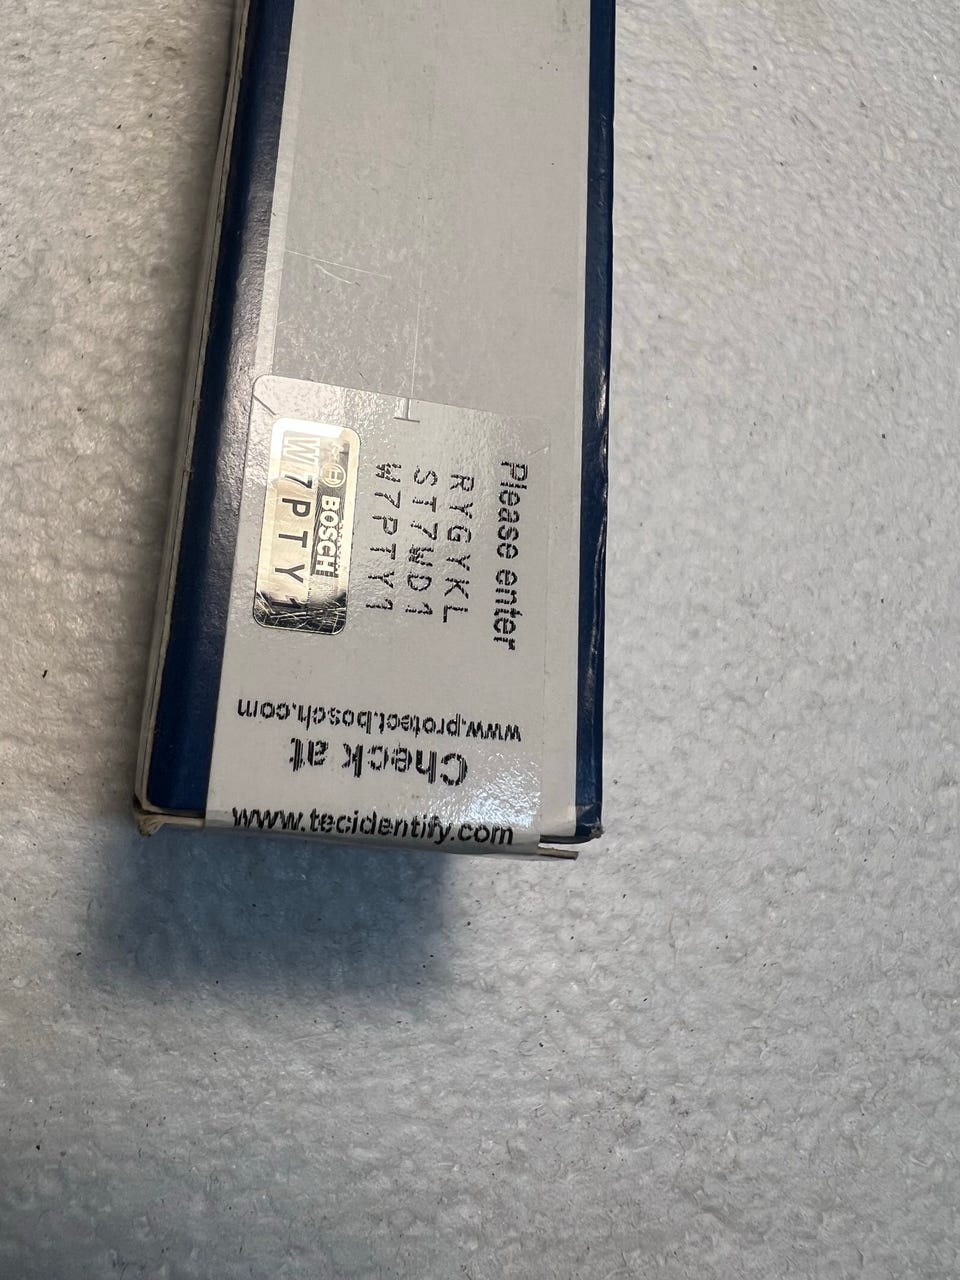 Please enter
RYGYKL
ST7WD1
W7PTY1
BOSCH
W7PTY1
Check at
www.protect.bosch.com
www.tecidentify.com